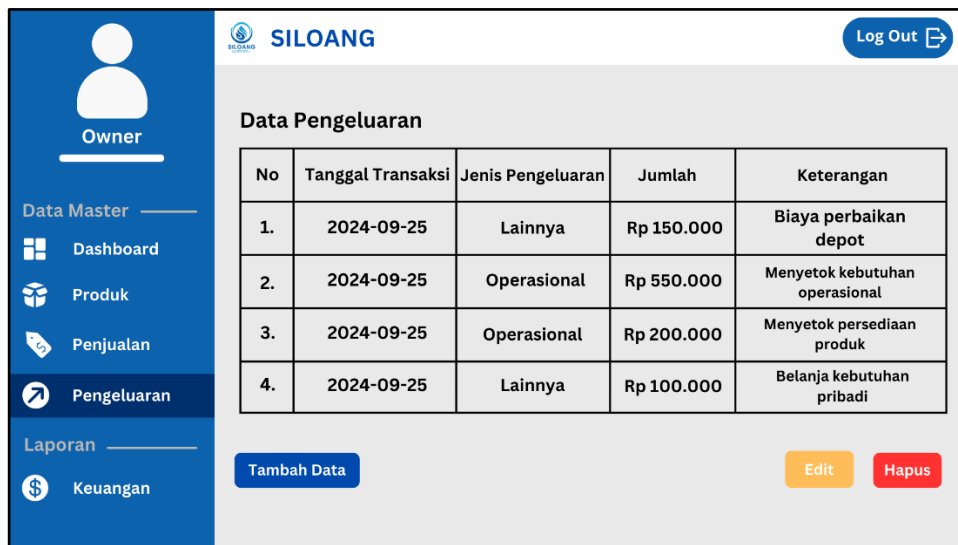 SILOANG
SILOANG
Log Out
Owner
Data Master
Dashboard
Produk
Penjualan
Pengeluaran
Laporan
Keuangan
Data Pengeluaran
No Tanggal Transaksi Jenis Pengeluaran Jumlah Keterangan
1. 2024-09-25 Lainnya Rp 150.000 Biaya perbaikan
depot
2. 2024-09-25 Operasional Rp 550.000 Menyetok kebutuhan
operasional
3. 2024-09-25 Operasional Rp 200.000 Menyetok persediaan
produk
4. 2024-09-25 Lainnya Rp 100.000 Belanja kebutuhan
pribadi
Tambah Data
Edit
Hapus